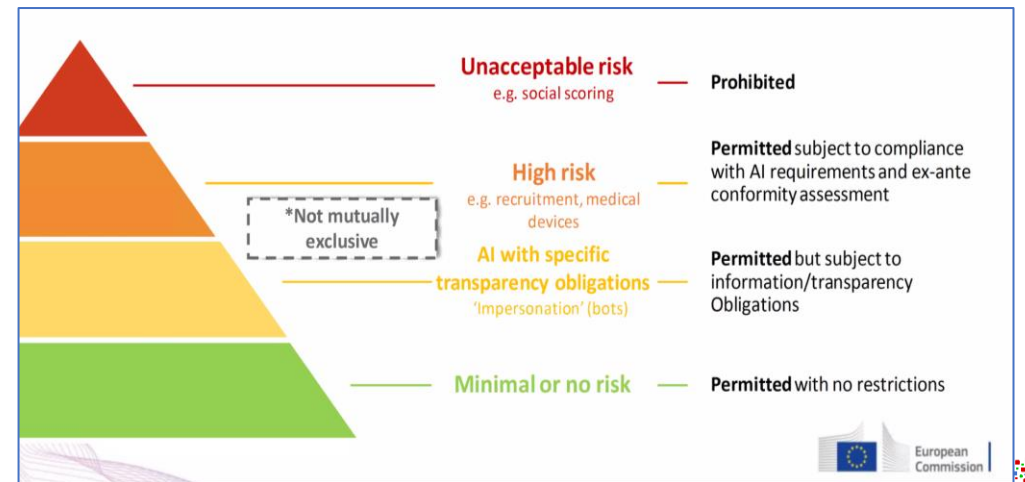 Unacceptable risk
e.g. social scoring
Prohibited
High risk
e.g. recruitment, medical
devices
Permitted subject to compliance
with AI requirements and ex-ante
conformity assessment
*Not mutually
exclusive
AI with specific
transparency obligations
'Impersonation' (bots)
Permitted but subject to
information/transparency
Obligations
Minimal or no risk
Permitted with no restrictions
European
Commission